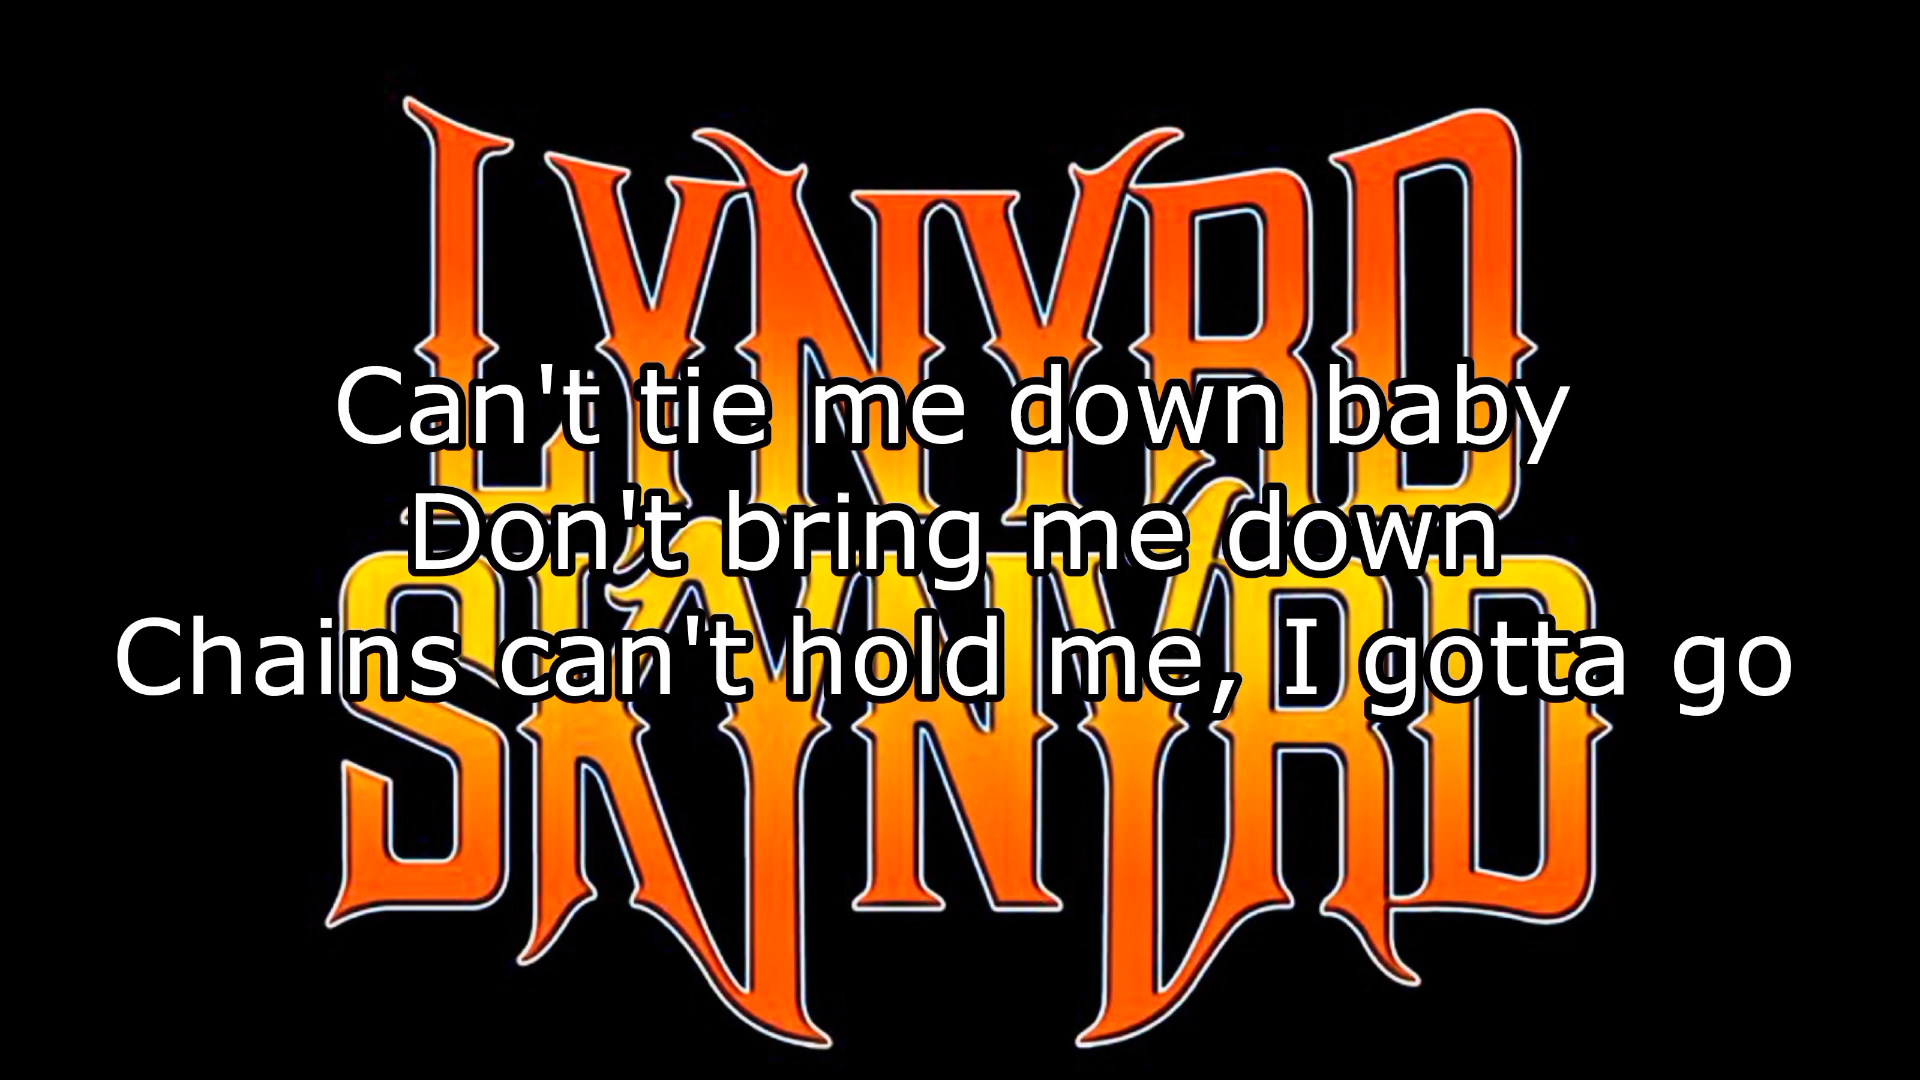 LYNYRD
Can't tie me down baby
Don't bring me down
SKYNYRD
Chains can't hold me, I gotta go